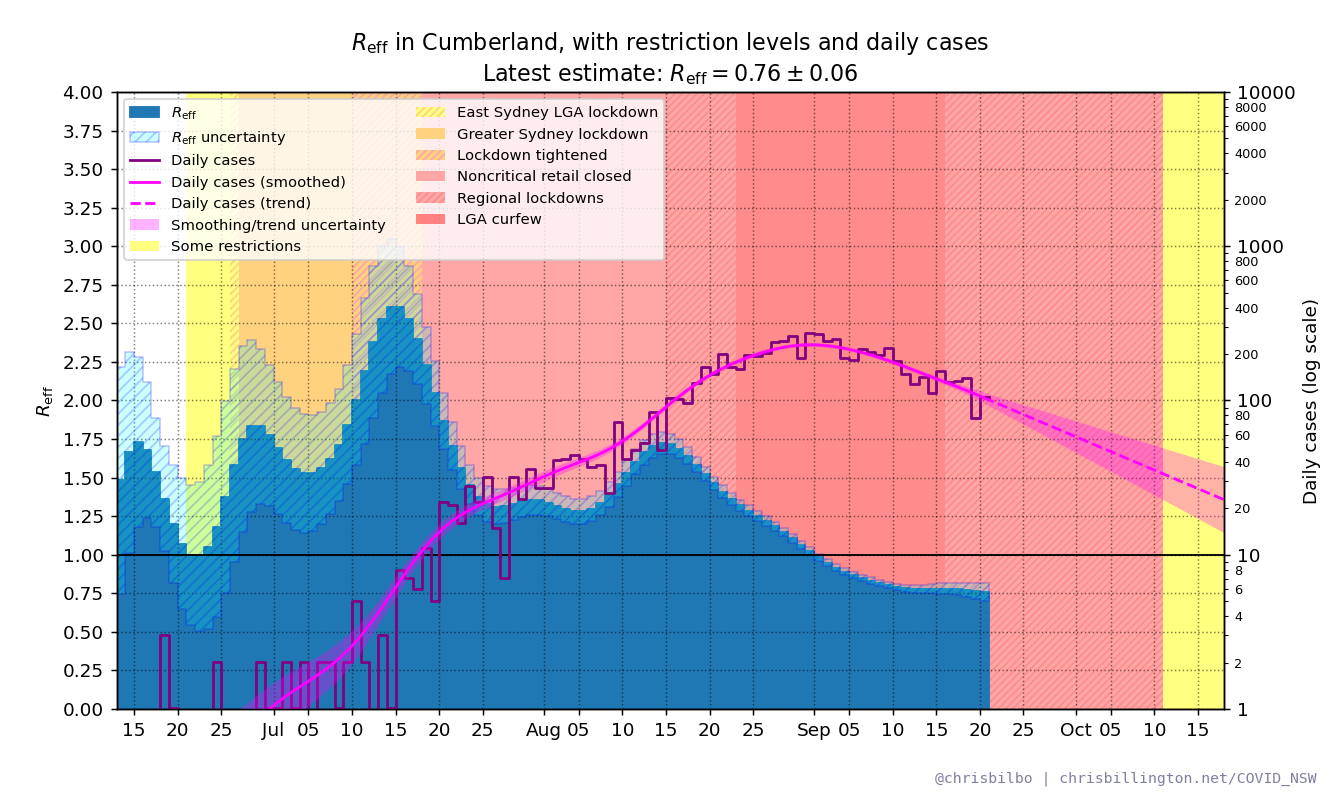 Reff in Cumberland, with restriction levels and daily cases
Latest estimate: Reff = 0.76 ± 0.06
4.00
3.75
3.50
3.25
3.00
2.75
2.50
2.25
2.00
1.75
1.50
1.25
1.00
0.75
0.50
0.25
0.00
Reff
Reff
Reff uncertainty
Daily cases
Daily cases (smoothed)
Daily cases (trend)
Smoothing/trend uncertainty
Some restrictions
East Sydney LGA lockdown
Greater Sydney lockdown
Lockdown tightened
Noncritical retail closed
Regional lockdowns
LGA curfew
10000
8000
6000
4000
2000
1000
800
600
400
200
100
80
60
40
20
10
8
6
4
2
1
Daily cases (log scale)
15 20 25 Jul 05 10 15 20 25 Aug 05 10 15 20 25 Sep 05 10 15 20 25 Oct 05 10 15
@chrisbilbo | chrisbillington.net/COVID_NSW